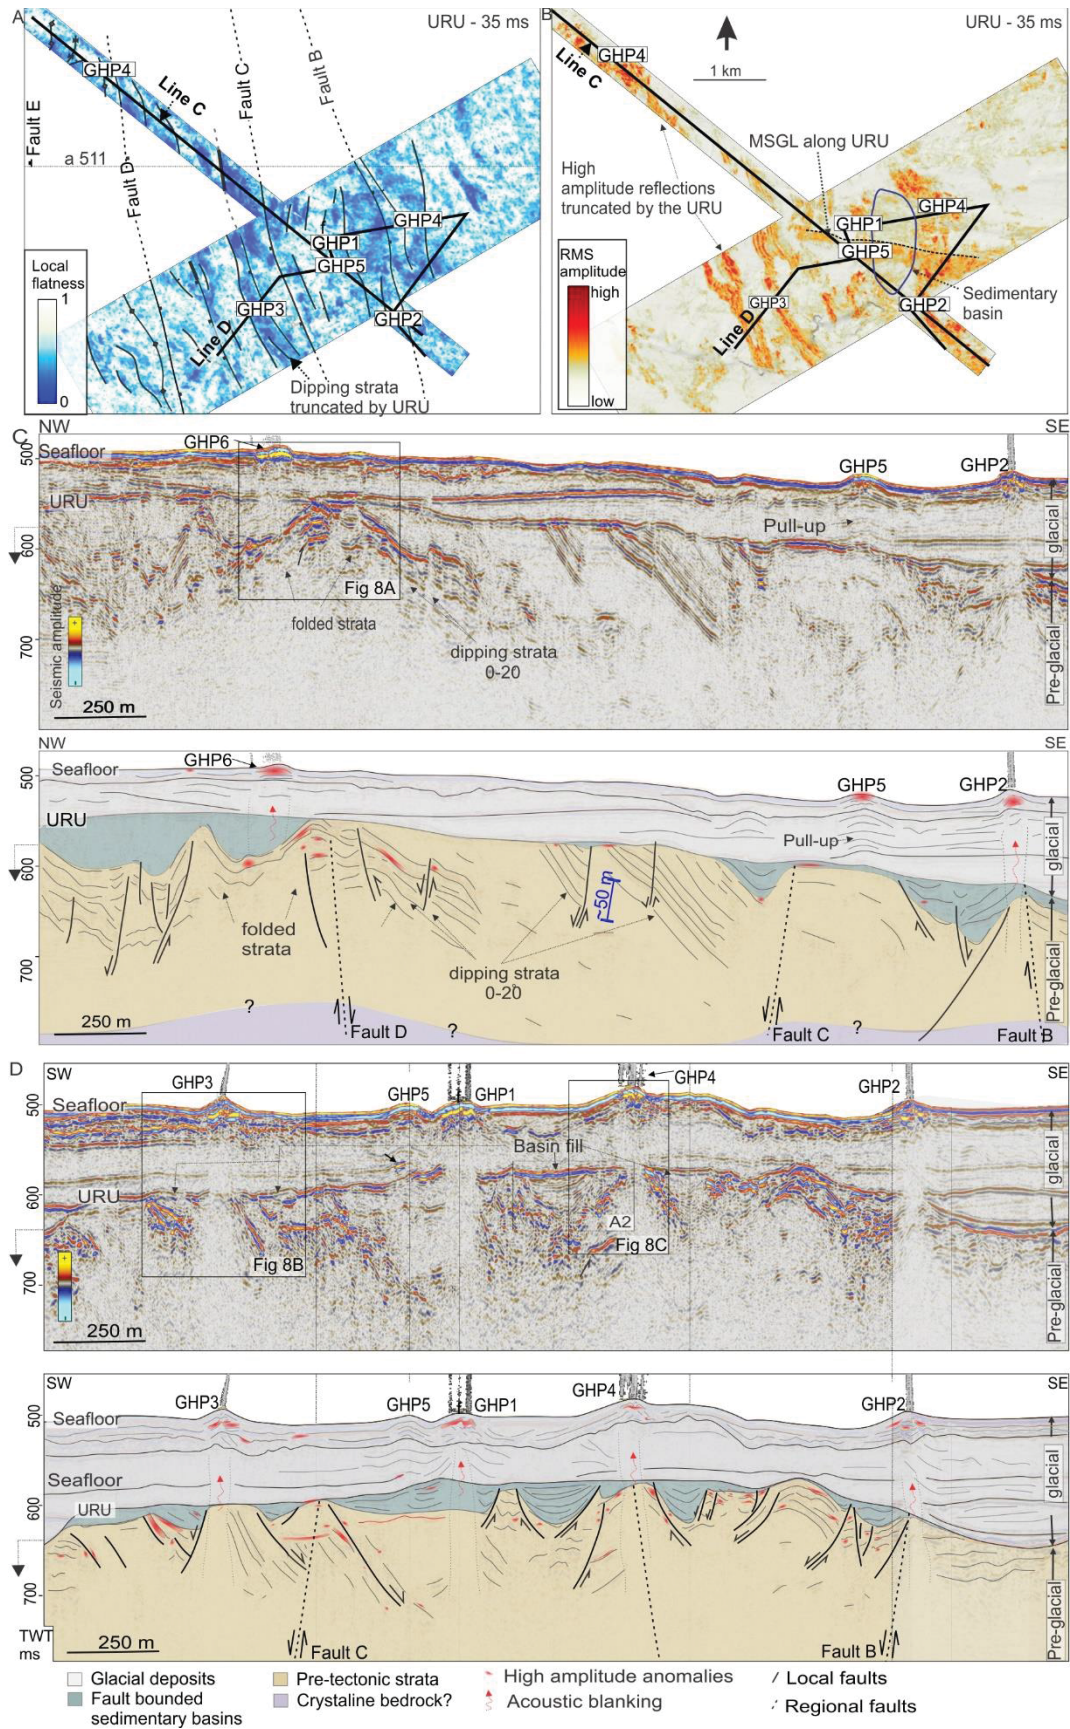 A
URU - 35 ms
GHP4
Line C
Fault C
Fault B
Fault E
Fault D
a 511
GHP4
GHP1
GHP5
GHP3
GHP2
Line D
Local
flatness
1
0
Dipping strata
truncated by URU
B
URU - 35 ms
GHP4
Line C
1 km
MSGL along URU
High
amplitude reflections
truncated by the URU
GHP4
GHP1
GHP5
RMS
amplitude
high
low
GHP3
GHP2
Line D
Sedimentary
basin
C
NW
SE
500
Seafloor
GHP6
GHP5
GHP2
URU
Pull-up
glacial
600
Fig 8A
folded strata
Seismic amplitude
+
700
dipping strata
0-20
Pre-glacial
250 m
NW
SE
500
Seafloor
GHP6
GHP5
GHP2
URU
Pull-up
glacial
600
~50 m
folded
strata
700
dipping strata
0-20°
Pre-glacial
250 m
?
Fault D
?
Fault C
?
Fault B
D
SW
SE
GHP3
GHP5
GHP1
GHP4
GHP2
500
Seafloor
Basin fill
glacial
600
URU
A2
Fig 8B
Fig 8C
+
700
Pre-glacial
250 m
SW
SE
GHP3
GHP5
GHP1
GHP4
GHP2
500
Seafloor
Seafloor
glacial
600
URU
700
Pre-glacial
TWT
ms
250 m
Fault C
Fault B
Glacial deposits
Pre-tectonic strata
High amplitude anomalies
Local faults
Fault bounded
sedimentary basins
Crystaline bedrock?
Acoustic blanking
Regional faults